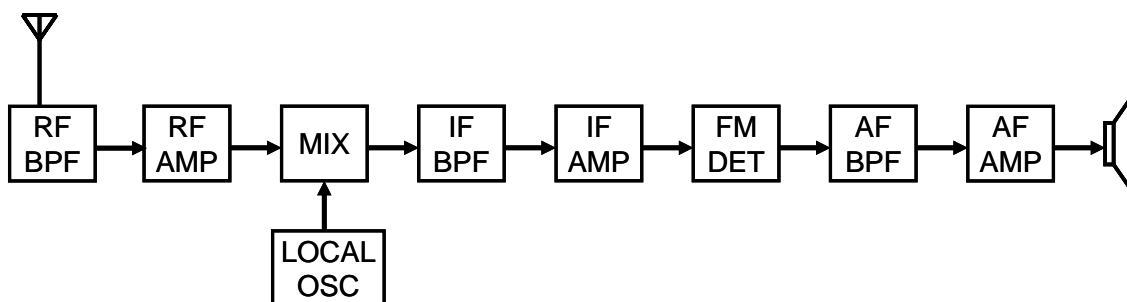 RF
BPF
RF
AMP
MIX
IF
BPF
IF
AMP
FM
DET
AF
BPF
AF
AMP
LOCAL
OSC